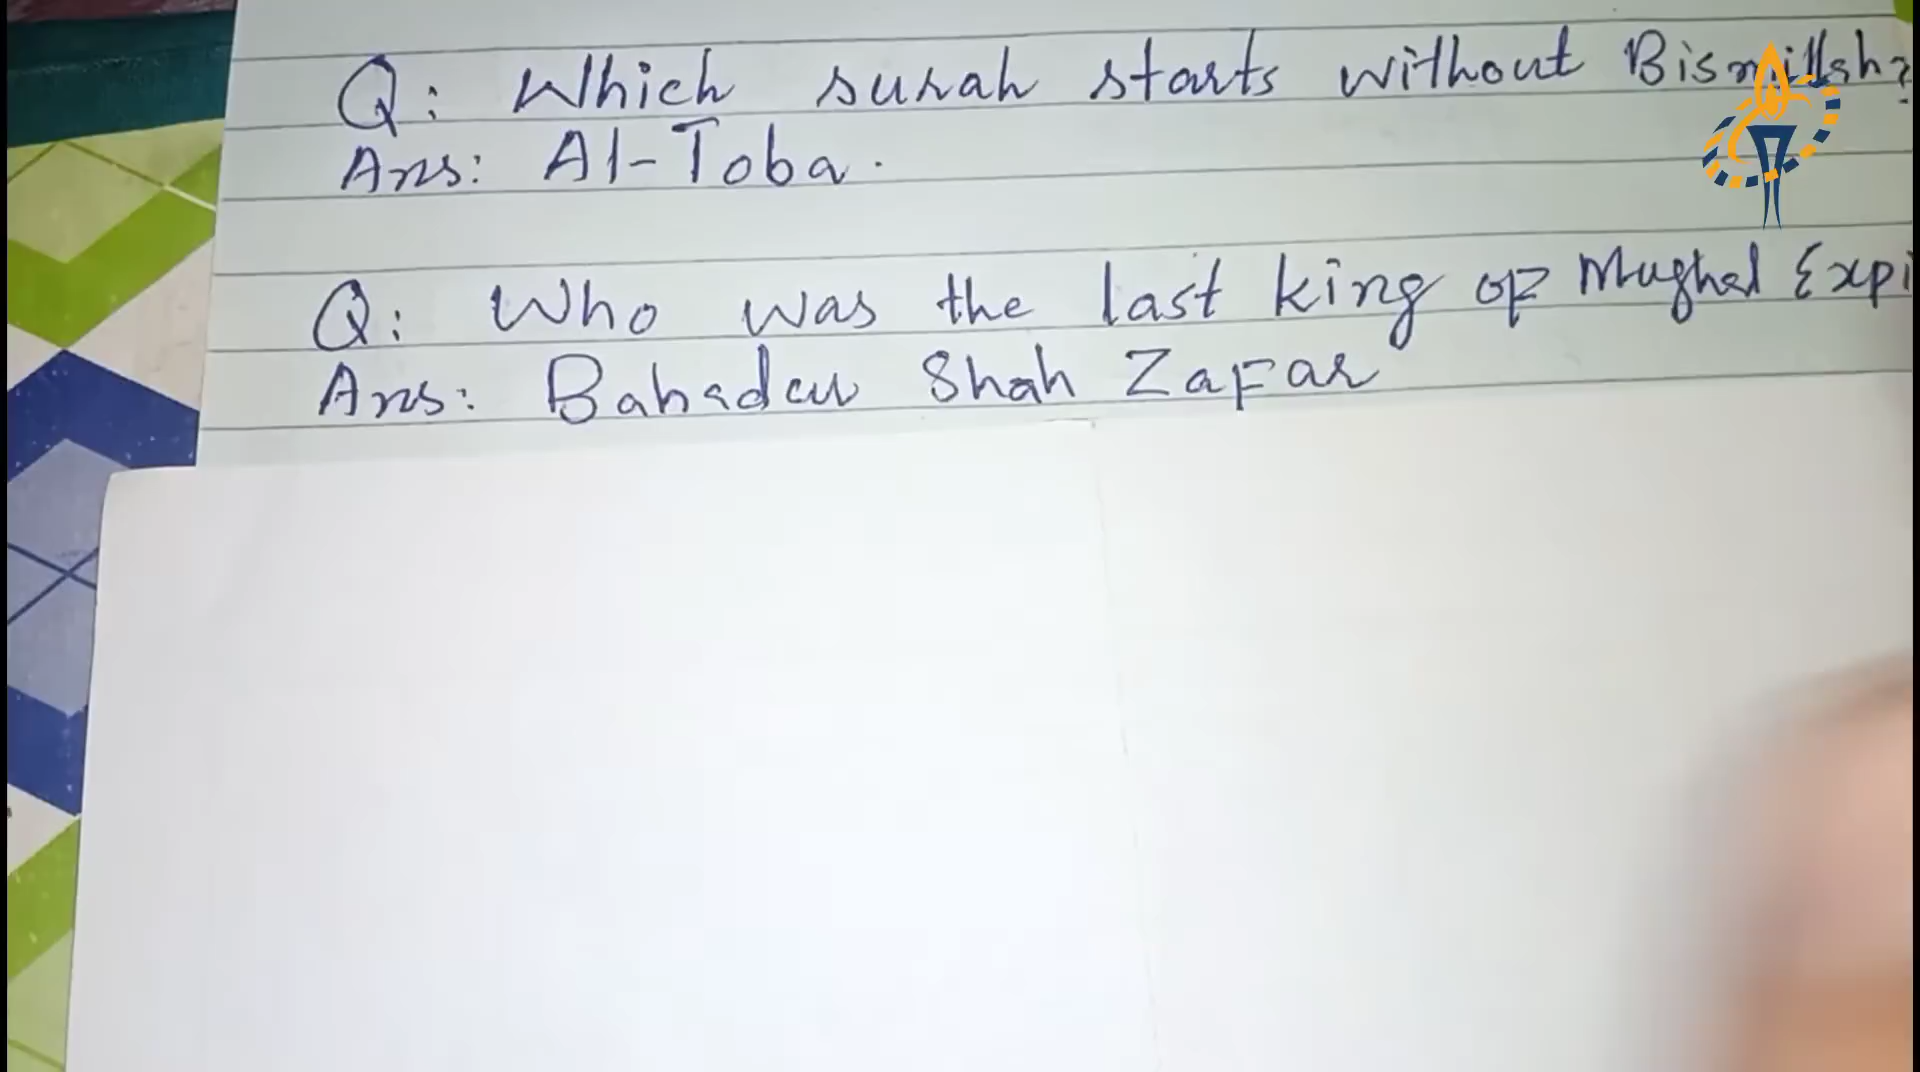 Q: Which surah starts without Bismillah?
Ans: Al-Toba.
Q: Who was the last king of Mughal Expi
Ans: Bahadur Shah Zafar